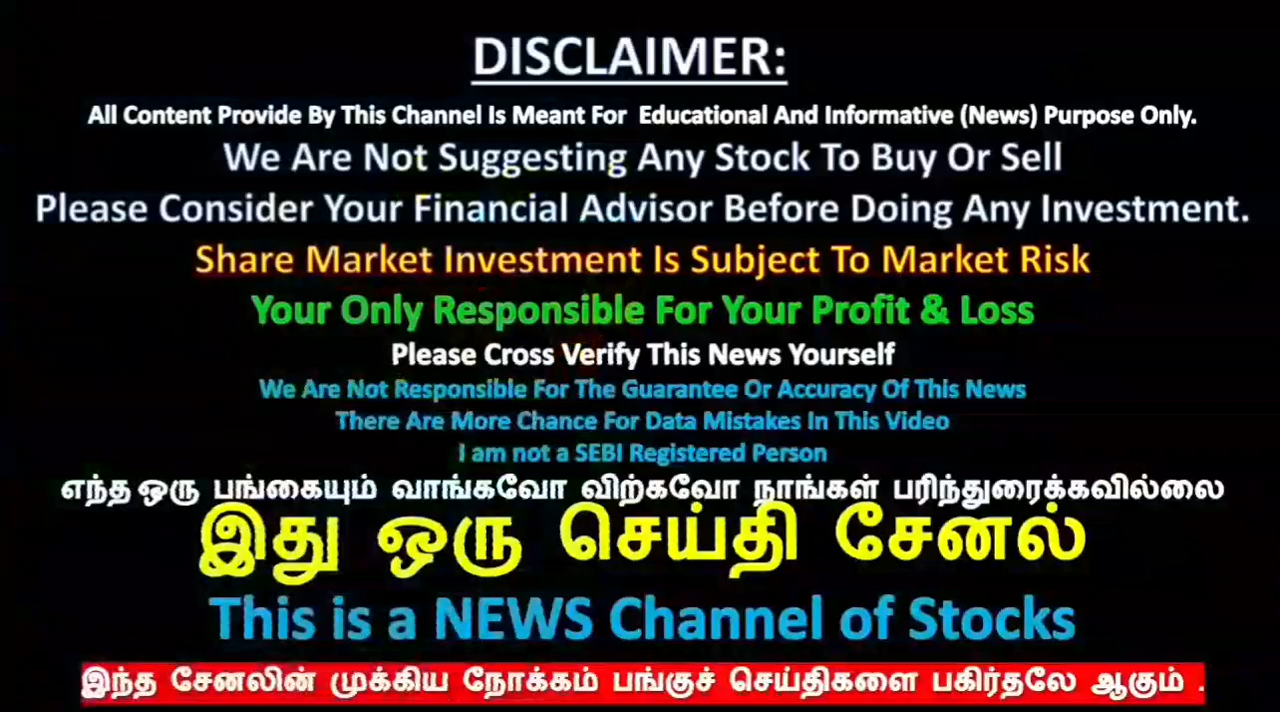 DISCLAIMER:
All Content Provide By This Channel Is Meant For Educational And Informative (News) Purpose Only.
We Are Not Suggesting Any Stock To Buy Or Sell
Please Consider Your Financial Advisor Before Doing Any Investment.
Share Market Investment Is Subject To Market Risk
Your Only Responsible For Your Profit & Loss
Please Cross Verify This News Yourself
We Are Not Responsible For The Guarantee Or Accuracy Of This News
There Are More Chance For Data Mistakes In This Video
I am not a SEBI Registered Person
எந்த ஒரு பங்கையும் வாங்கவோ விற்கவோ நாங்கள் பரிந்துரைக்கவில்லை
இது ஒரு செய்தி சேனல்
This is a NEWS Channel of Stocks
இந்த சேனலின் முக்கிய நோக்கம் பங்குச் செய்திகளை பகிர்தலே ஆகும் .